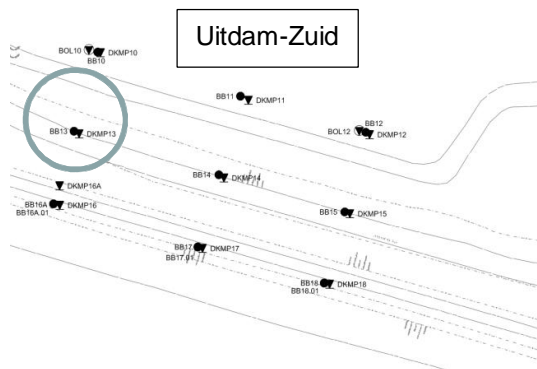 Uitdam-Zuid
BOL10 DKMP10
BB10
BB11 DKMP11
BB12
BOL12 DKMP12
BB13 DKMP13
BB14 DKMP14
DKMP16A
BB16A DKMP16
BB16A.01
BB15 DKMP15
BB17 DKMP17
BB17.01
BB18 DKMP18
BB18.01